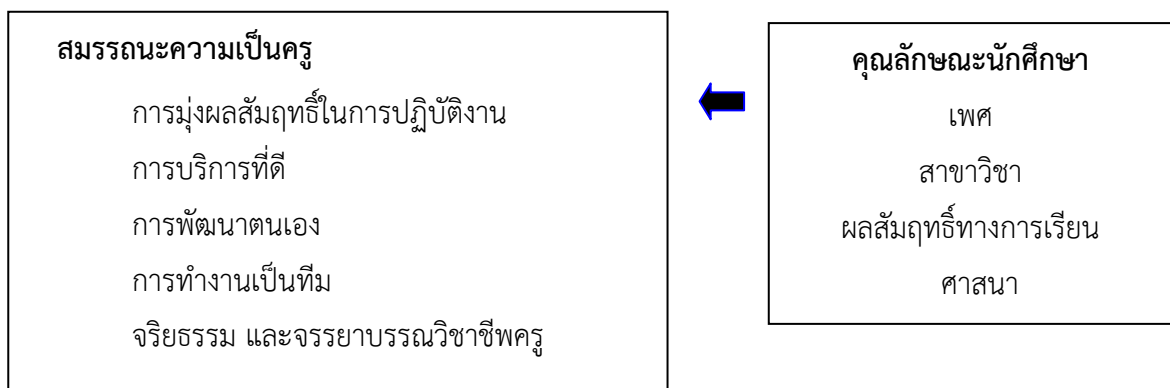 สมรรถนะความเป็นครู
การมุ่งผลสัมฤทธิ์ในการปฏิบัติงาน
การบริการที่ดี
การพัฒนาตนเอง
การทำงานเป็นทีม
จริยธรรม และจรรยาบรรณวิชาชีพครู
คุณลักษณะนักศึกษา
เพศ
สาขาวิชา
ผลสัมฤทธิ์ทางการเรียน
ศาสนา